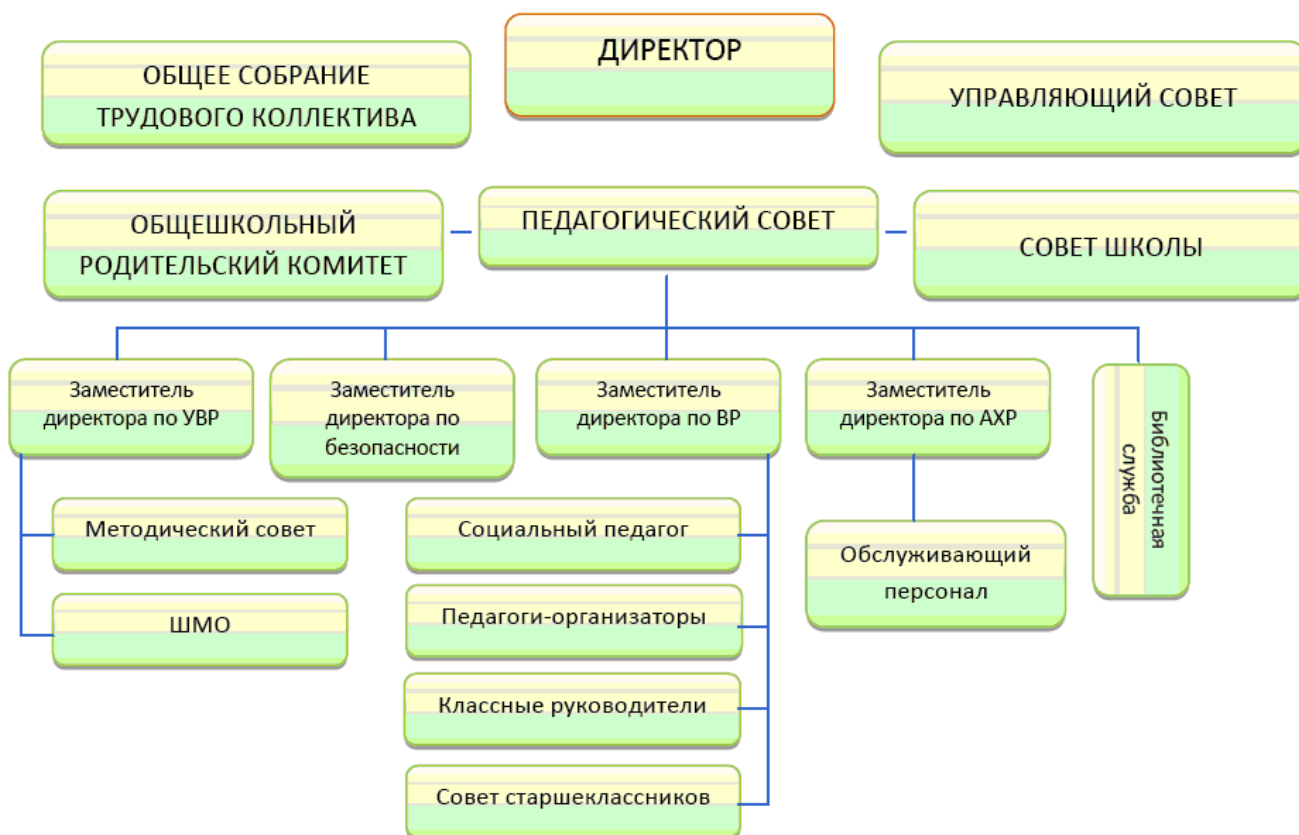 ДИРЕКТОР
ОБЩЕЕ СОБРАНИЕ
ТРУДОВОГО КОЛЛЕКТИВА
УПРАВЛЯЮЩИЙ СОВЕТ
ОБЩЕШКОЛЬНЫЙ
РОДИТЕЛЬСКИЙ КОМИТЕТ
ПЕДАГОГИЧЕСКИЙ СОВЕТ
СОВЕТ ШКОЛЫ
Заместитель
директора по УВР
Заместитель
директора по
безопасности
Заместитель
директора по ВР
Заместитель
директора по АХР
Библиотечная
служба
Методический совет
ШМО
Социальный педагог
Педагоги-организаторы
Классные руководители
Совет старшеклассников
Обслуживающий
персонал